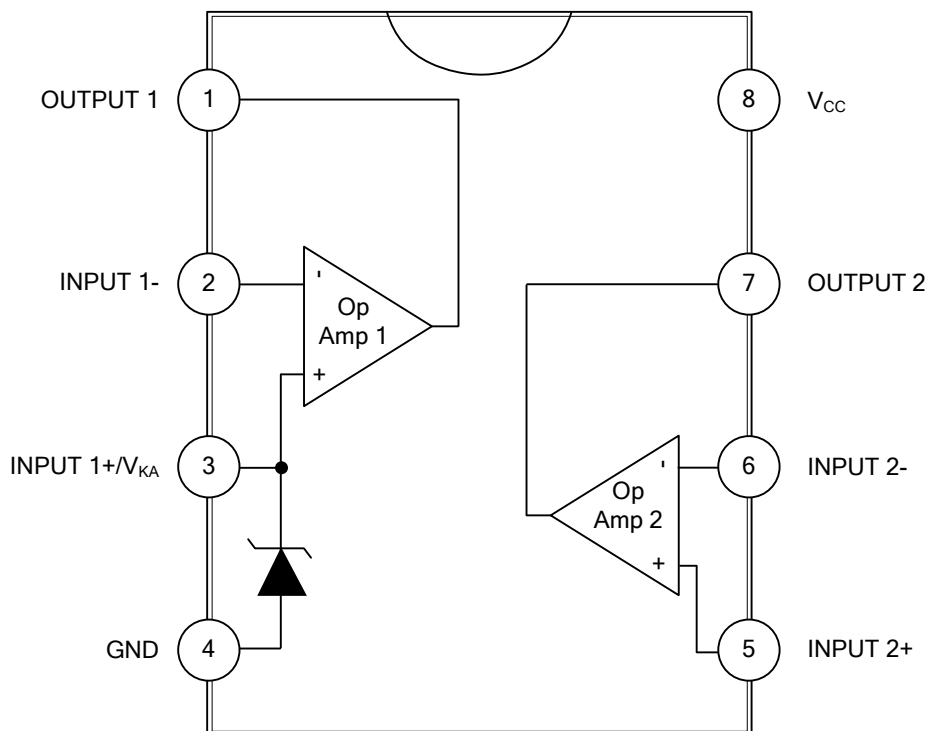 OUTPUT 1
1
8
VCC
INPUT 1-
2
-
Op
Amp 1
+
7
OUTPUT 2
INPUT 1+/VKA
3
-
Op
Amp 2
+
6
INPUT 2-
GND
4
5
INPUT 2+